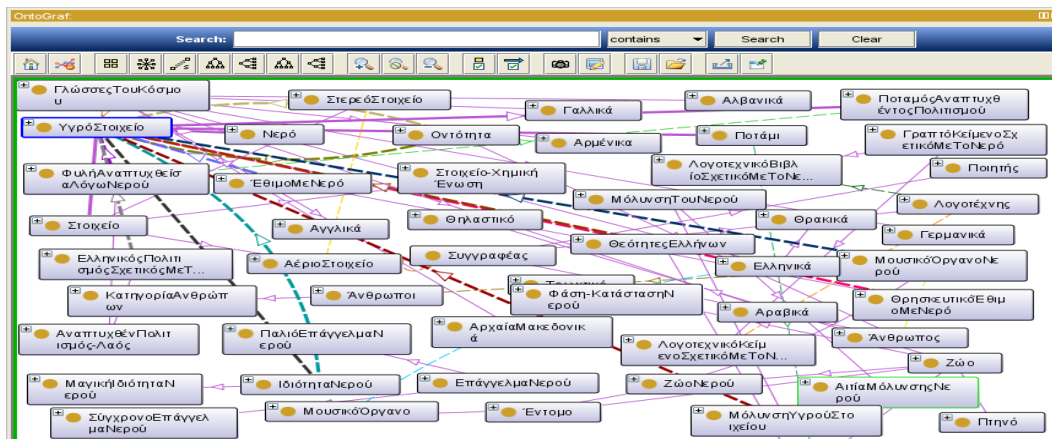 OntoGraf:
Search:
contains
Search
Clear
ΓλώσσεςΤουΚόσμο
υ
ΣτερεόΣτοιχείο
Γαλλικά
Αλβανικά
ΠοταμόςΑναπτυχθ
έντοςΠολιτισμού
ΥγρόΣτοιχείο
Νερό
Οντότητα
Αρμένικα
Ποτάμι
ΓραπτόΚείμενοΣχ
ετικόΜεΤοΝερό
ΦυλήΑναπτυχθείσ
αΛόγωΝερού
ΈθιμοΜεΝερό
Στοιχείο-Χημική
Ένωση
ΛογοτεχνικόΒιβλ
ίοΣχετικόΜεΤοΝε...
Ποιητής
ΜόλυνσηΤουΝερού
Λογοτέχνης
Στοιχείο
Αγγλικά
Θηλαστικό
Θρακικά
Γερμανικά
ΕλληνικόςΠολιτι
σμόςΣχετικόςΜεΤ...
ΑέριοΣτοιχείο
Συγγραφέας
ΘεότητεςΕλλήνων
Ελληνικά
ΜουσικόΌργανοΝε
ρού
ΚατηγορίαΑνθρώπ
ων
Άνθρωποι
Φάση-ΚατάστασηΝ
ερού
Αραβικά
ΘρησκευτικόΈθιμ
οΜεΝερό
ΑναπτυχθένΠολιτ
ισμός-Λαός
ΠαλιόΕπάγγελμαΝ
ερού
ΑρχαίαΜακεδονικ
ά
ΛογοτεχνικόΚείμ
ενοΣχετικόΜεΤοΝ...
Άνθρωπος
Ζώο
ΜαγικήΙδιότηταΝ
ερού
ΙδιότηταΝερού
ΕπάγγελμαΝερού
ΖώοΝερού
ΑιτίαΜόλυνσηςΝε
ρού
ΣύγχρονοΕπάγγελ
μαΝερού
ΜουσικόΌργανο
Έντομο
ΜόλυνσηΥγρούΣτο
ιχείου
Πτηνό